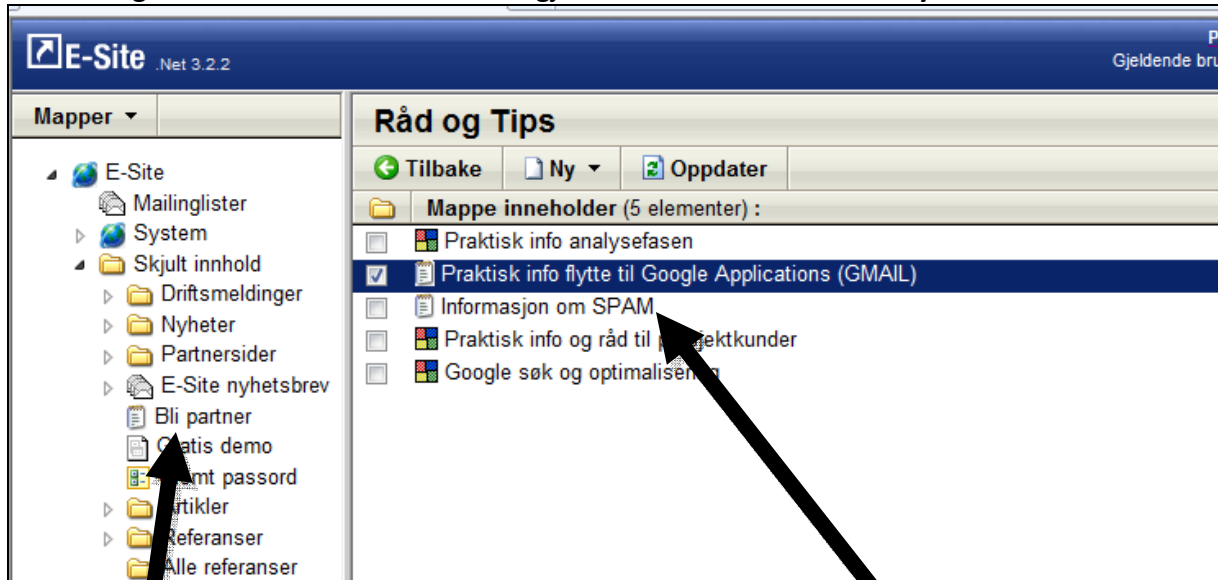 E-Site .Net 3.2.2
Gjeldende bru
Mapper
E-Site
Mailinglister
System
Skjult innhold
Driftsmeldinger
Nyheter
Partnersider
E-Site nyhetsbrev
Bli partner
demo
passord
Referanser
Alle referanser
Råd og Tips
Tilbake Ny Oppdater
Mappe inneholder (5 elementer) :
Praktisk info analysefasen
Praktisk info flytte til Google Applications (GMAIL)
Informasjon om SPAM
Praktisk info og råd til prosjektkunder
Google søk og optimalisering